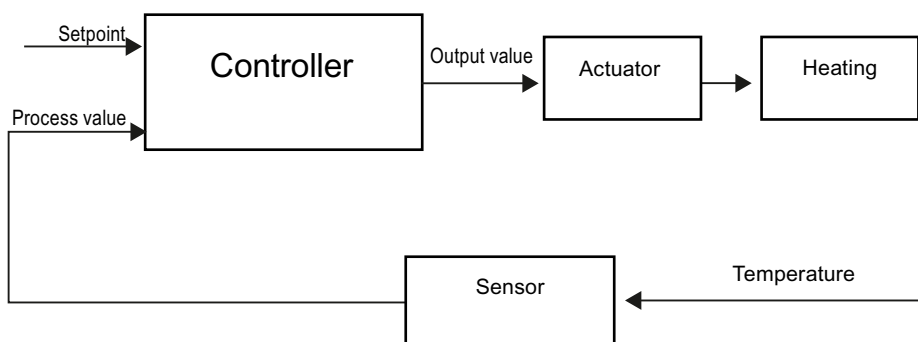 Setpoint
Controller
Output value
Actuator
Heating
Process value
Sensor
Temperature